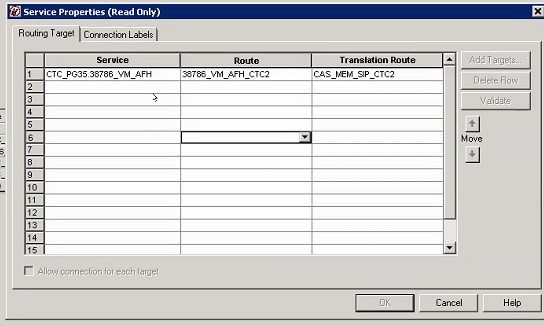 Service Properties (Read Only)
Routing Target Connection Labels
Service Route Translation Route
1 CTC_PG35.38786_VM_AFH 38786_VM_AFH_CTC2 CAS_MEM_SIP_CTC2
2
3
4
5
6
7
8
9
10
11
12
13
14
15
Add Targets...
Delete Row
Validate
Move
Allow connection for each target
OK Cancel Help